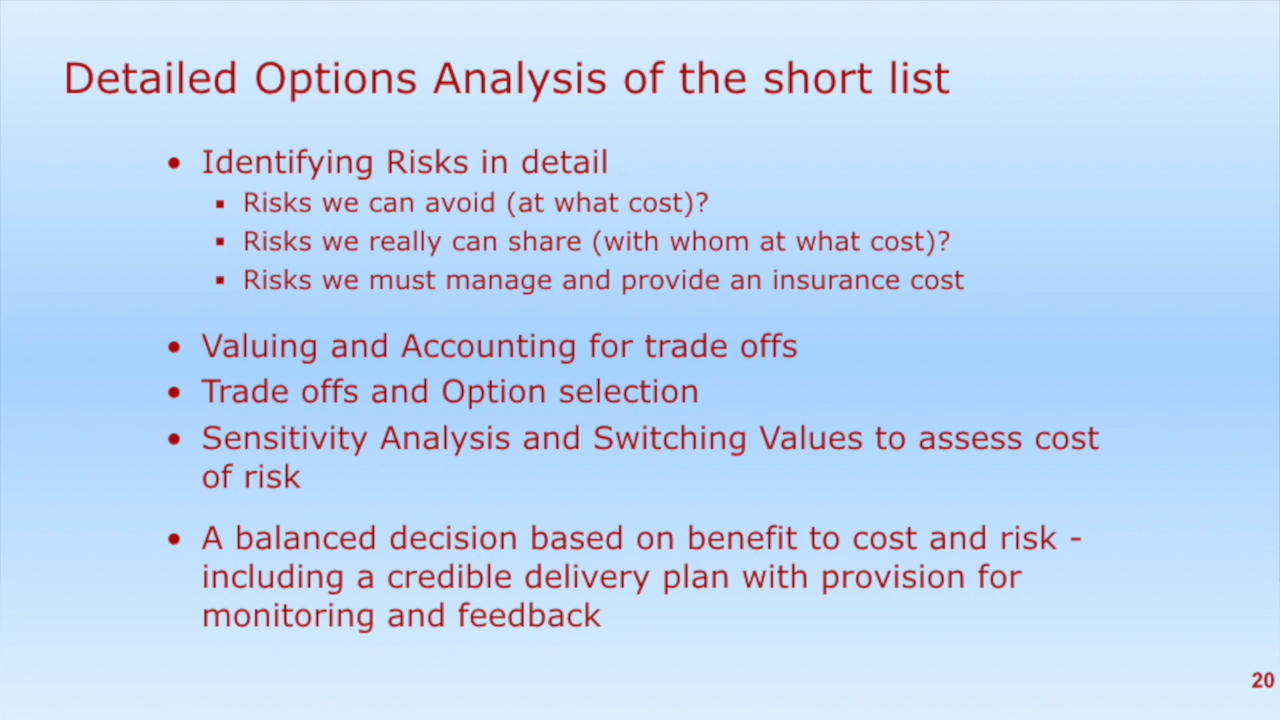 Detailed Options Analysis of the short list
• Identifying Risks in detail
▪ Risks we can avoid (at what cost)?
▪ Risks we really can share (with whom at what cost)?
▪ Risks we must manage and provide an insurance cost
• Valuing and Accounting for trade offs
• Trade offs and Option selection
• Sensitivity Analysis and Switching Values to assess cost
of risk
• A balanced decision based on benefit to cost and risk -
including a credible delivery plan with provision for
monitoring and feedback
20